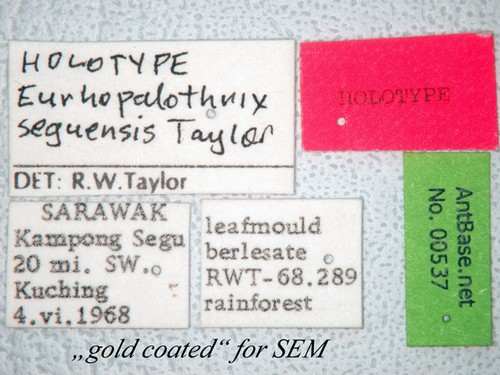 HOLOTYPE
Eurhopalothrix
seguensis Taylor
DET: R.W.Taylor
HOLOTYPE
SARAWAK
Kampong Segu
20 mi. SW.
Kuching
4.vi.1968
leafmould
berlesate
RWT-68.289
rainforest
AntBase.net
No. 00537
„gold coated“ for SEM